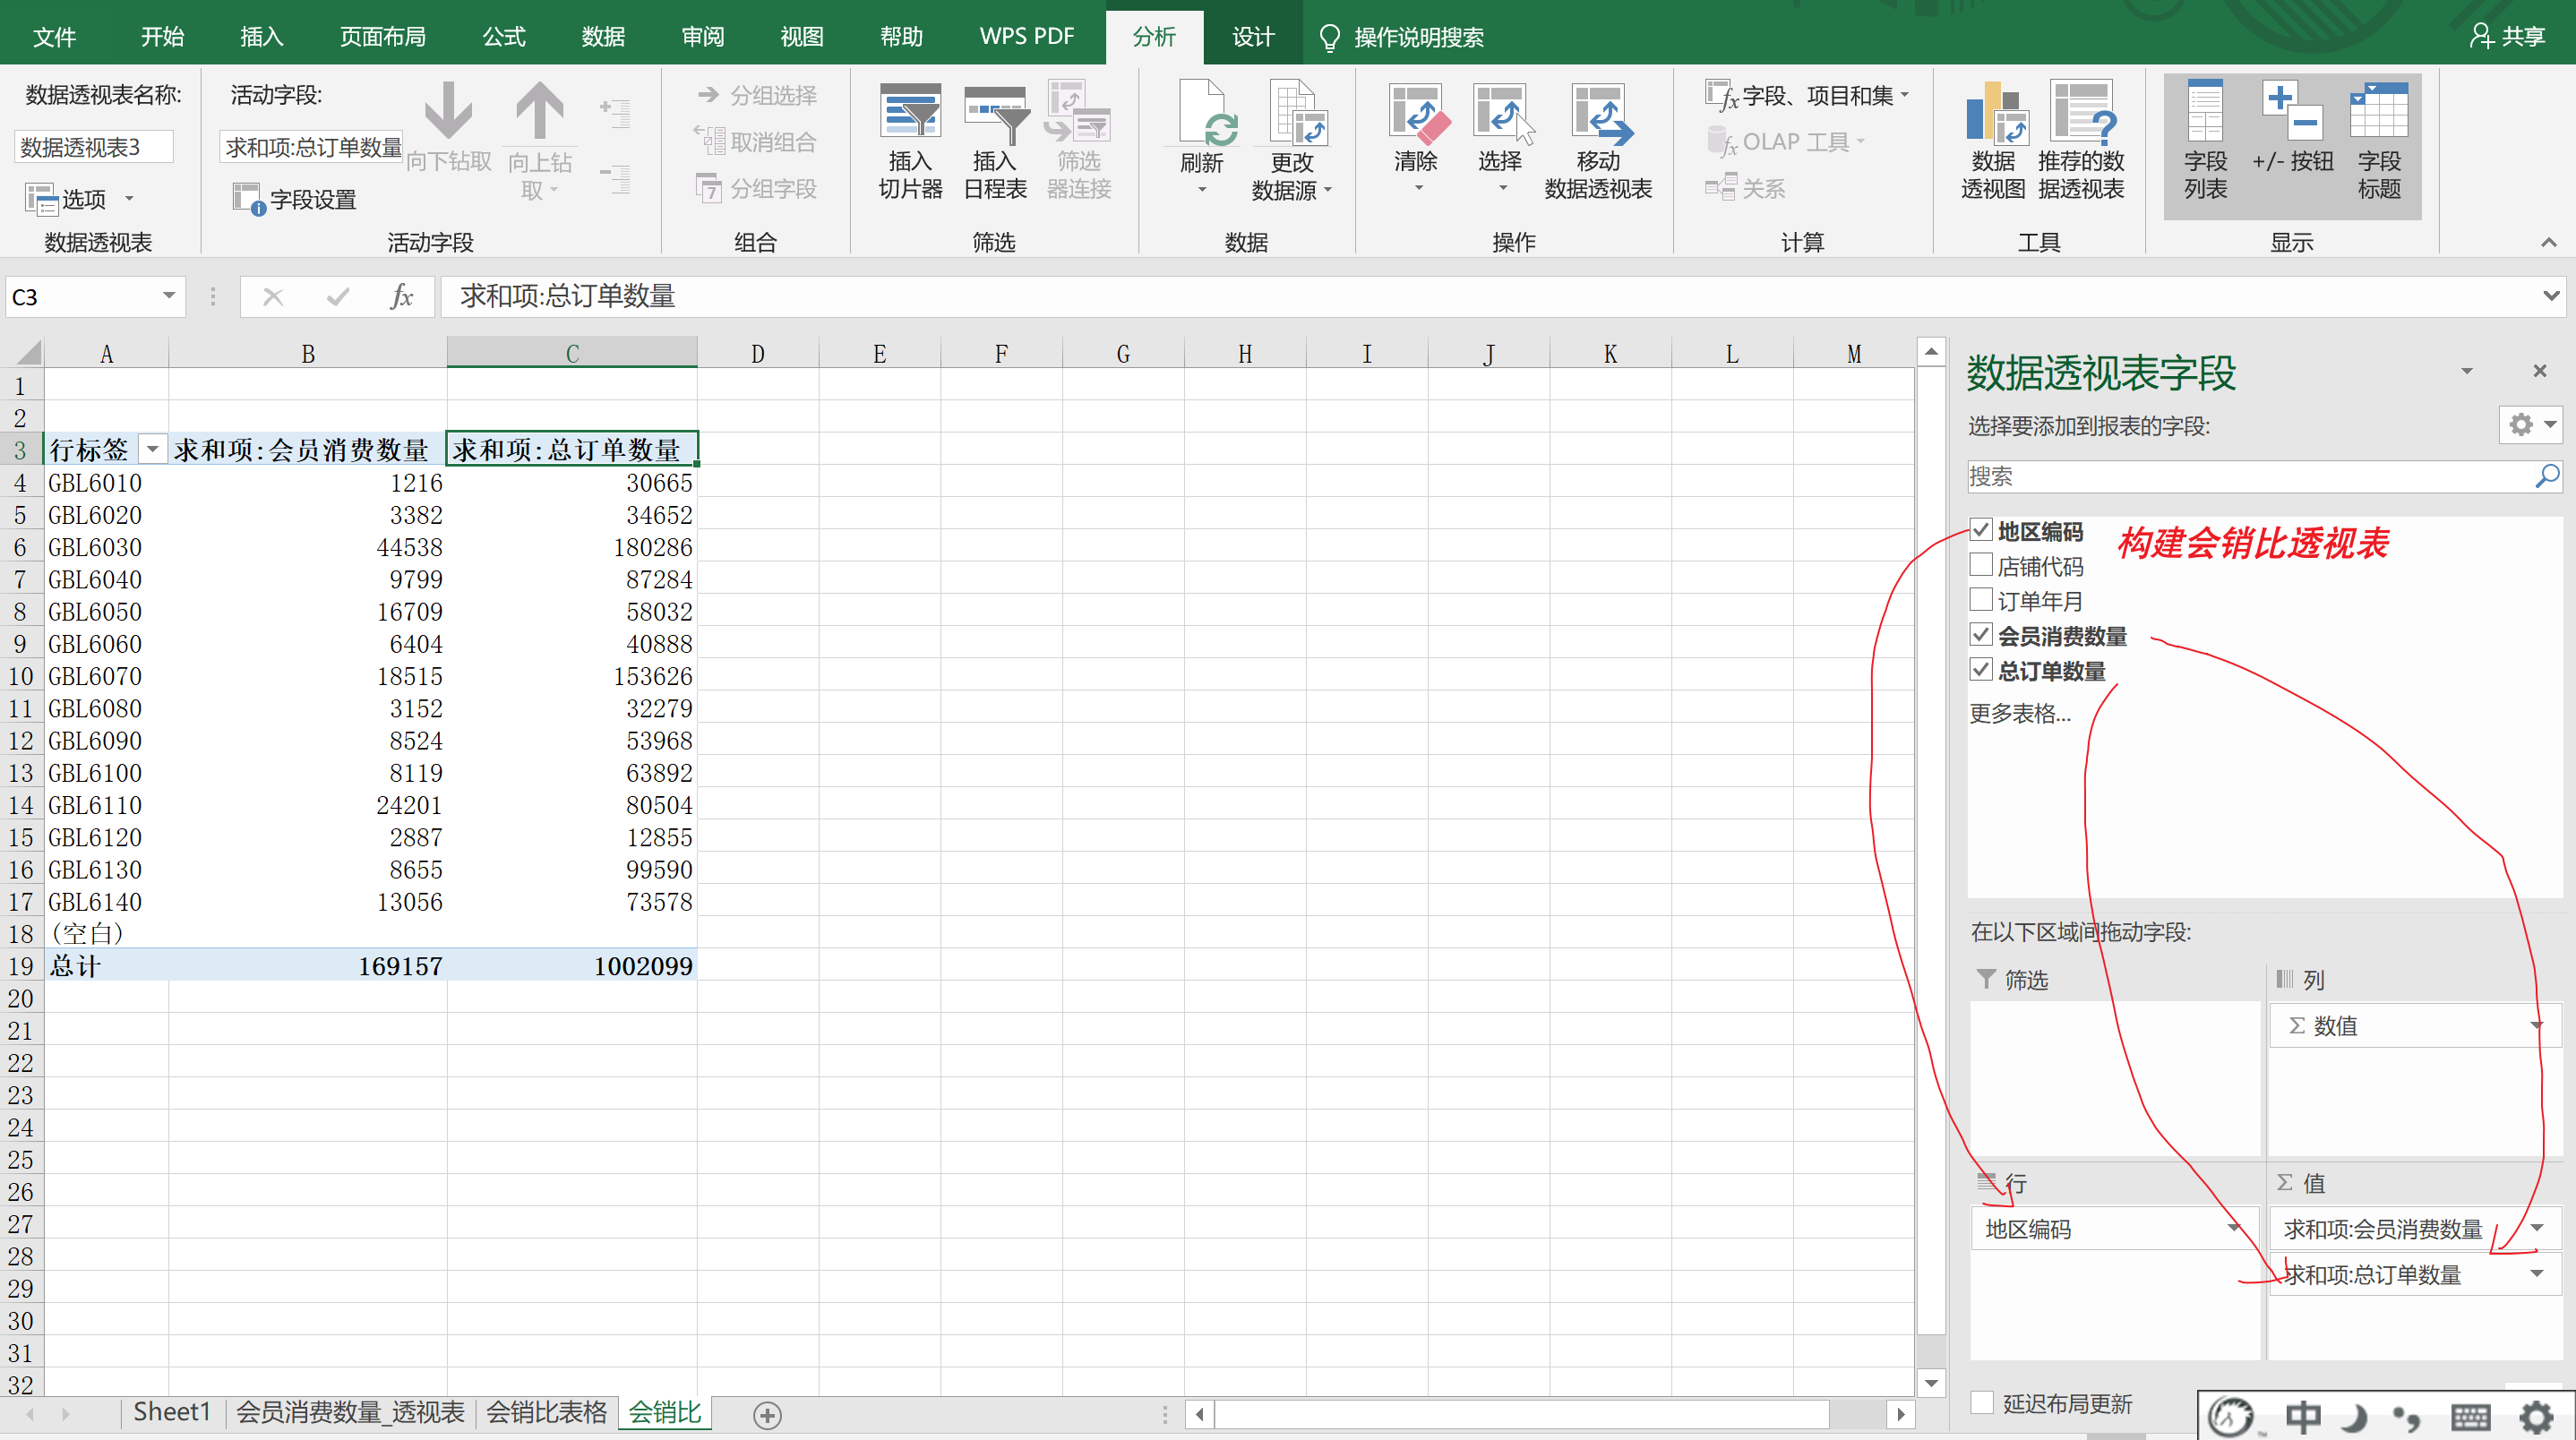 文件 开始 插入 页面布局 公式 数据 审阅 视图 帮助 WPS PDF 分析 设计 操作说明搜索 共享
数据透视表名称:
数据透视表3
选项
数据透视表
活动字段:
求和项:总订单数量
字段设置
向下钻取 向上钻
取
活动字段
分组选择
取消组合
7 分组字段
组合
插入
切片器
插入
日程表
筛选
器连接
筛选
刷新
更改
数据源
数据
清除
选择
移动
数据透视表
操作
fx 字段、项目和集
fx OLAP 工具
关系
计算
数据
透视图
推荐的数
据透视表
工具
字段
列表
+/- 按钮
字段
标题
显示
C3 fx 求和项:总订单数量
A B C D E F G H I J K L M
1
2
3 行标签 求和项:会员消费数量 求和项:总订单数量
4 GBL6010 1216 30665
5 GBL6020 3382 34652
6 GBL6030 44538 180286
7 GBL6040 9799 87284
8 GBL6050 16709 58032
9 GBL6060 6404 40888
10 GBL6070 18515 153626
11 GBL6080 3152 32279
12 GBL6090 8524 53968
13 GBL6100 8119 63892
14 GBL6110 24201 80504
15 GBL6120 2887 12855
16 GBL6130 8655 99590
17 GBL6140 13056 73578
18 (空白)
19 总计 169157 1002099
20
21
22
23
24
25
26
27
28
29
30
31
32
Sheet1 会员消费数量_透视表 会销比表格 会销比
数据透视表字段
选择要添加到报表的字段:
搜索
地区编码
构建会销比透视表
店铺代码
订单年月
会员消费数量
总订单数量
更多表格...
在以下区域间拖动字段:
筛选
列
Σ 数值
行
地区编码
Σ 值
求和项:会员消费数量
求和项:总订单数量
延迟布局更新
中